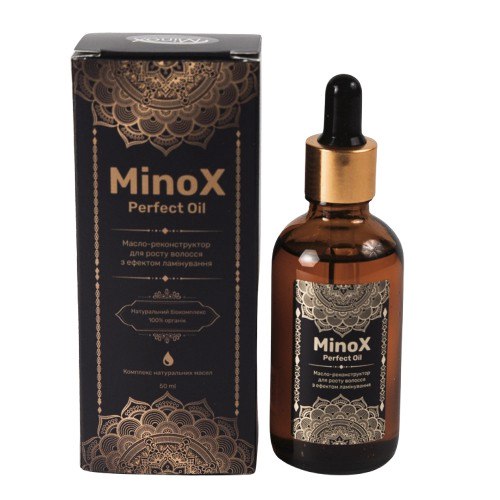 MinoX
MinoX
Perfect Oil
Масло-реконструктор
для росту волосся
з ефектом ламінування
Натуральний біокомплекс
100% органік
Комплекс натуральних масел
50 ml
MinoX
Perfect Oil
Масло-реконструктор
для росту волосся
з ефектом ламінування